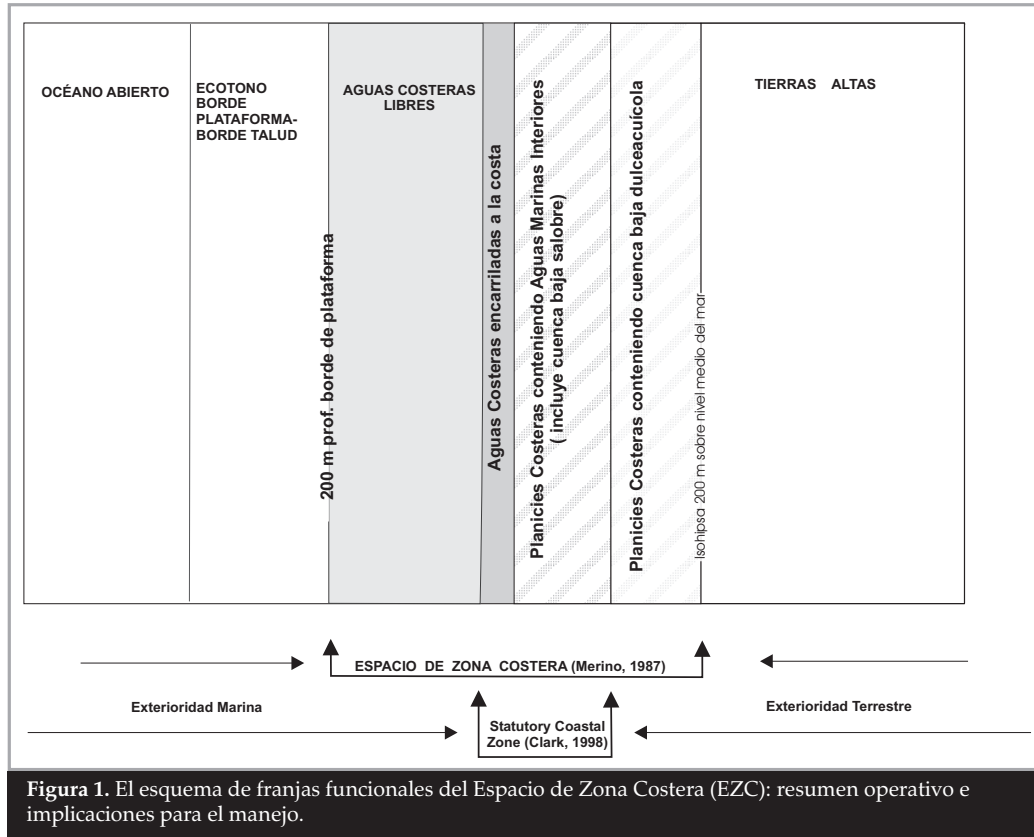 OCÉANO ABIERTO
ECOTONO
BORDE
PLATAFORMA-
BORDE TALUD
200 m prof. borde de plataforma
AGUAS COSTERAS
LIBRES
Aguas Costeras encarriladas a la costa
Planicies Costeras conteniendo Aguas Marinas Interiores
( incluye cuenca baja salobre)
Planicies Costeras conteniendo cuenca baja dulceacuícola
Isohipsa 200 m sobre nivel medio del mar
TIERRAS ALTAS
ESPACIO DE ZONA COSTERA (Merino, 1987)
Exterioridad Marina
Statutory Coastal
Zone (Clark, 1998)
Exterioridad Terrestre
Figura 1. El esquema de franjas funcionales del Espacio de Zona Costera (EZC): resumen operativo e
implicaciones para el manejo.